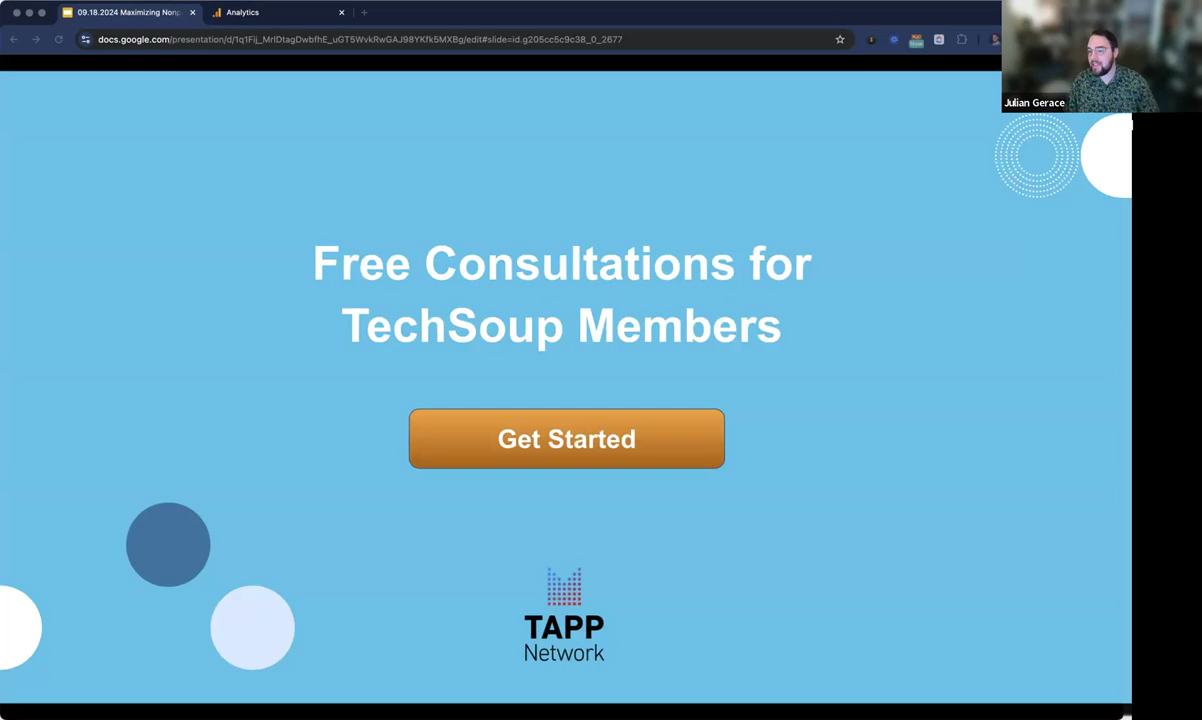 09.18.2024 Maximizing Nonp
Analytics
docs.google.com/presentation/d/1q1Fij_MrIDtagDwbfhE_uGT5WvkRwGAJ98YKfk5MXBg/edit#slide=id.g205cc5c9c38_0_2677
Julian Gerace
Free Consultations for
TechSoup Members
Get Started
TAPP
Network